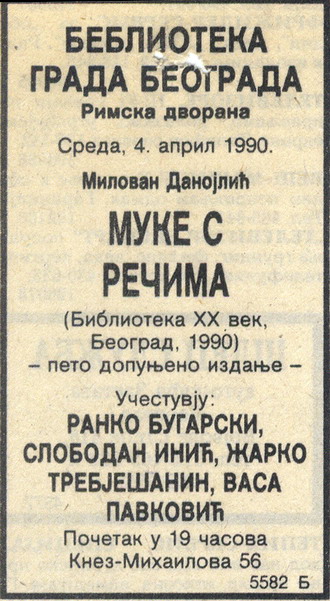 БЕБЛИОТЕКА
ГРАДА БЕОГРАДА
Римска дворана
Среда, 4. април 1990.
Милован Данојлић
МУКЕ С
РЕЧИМА
(Библиотека XX век,
Београд, 1990)
– пето допуњено издање –
Учестувју:
РАНКО БУГАРСКИ,
СЛОБОДАН ИНИЋ, ЖАРКО
ТРЕБЈЕШАНИН, ВАСА
ПАВКОВИЋ
Почетак у 19 часова
Кнез-Михаилова 56
5582 Б